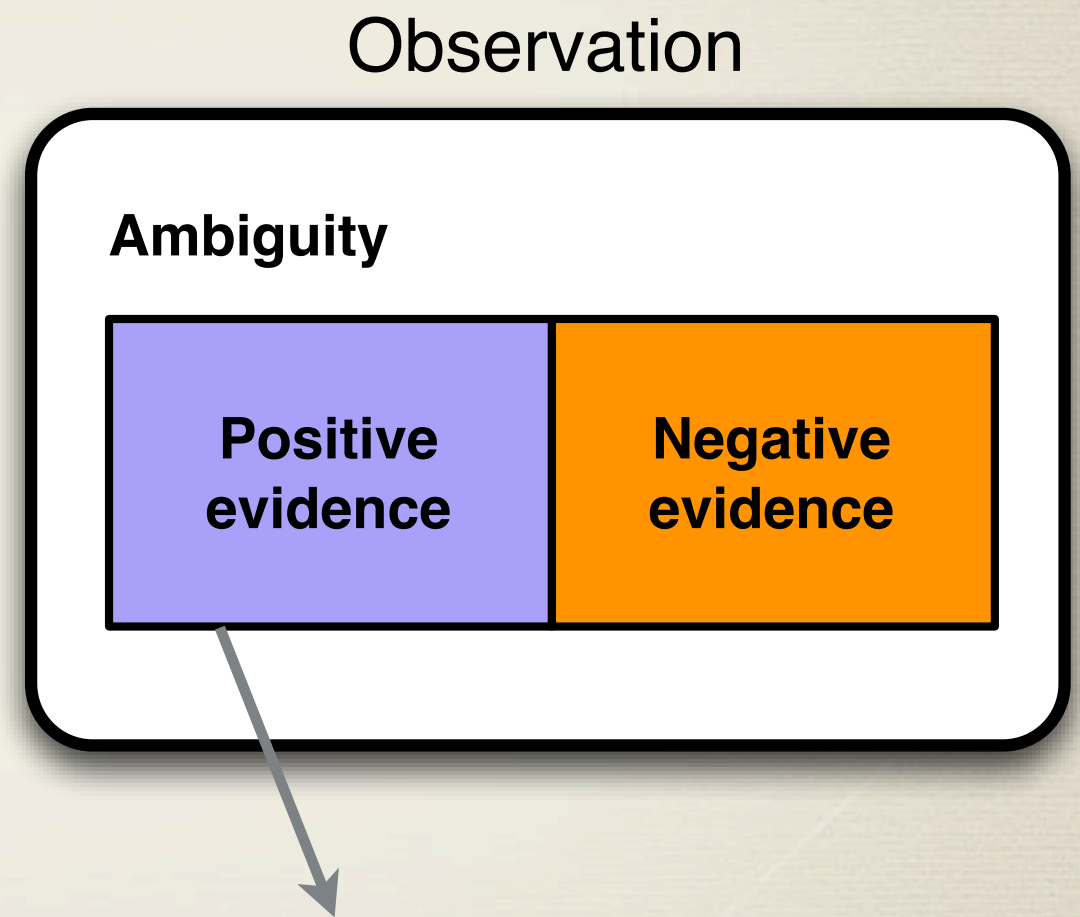 Observation
Ambiguity
Positive
evidence
Negative
evidence